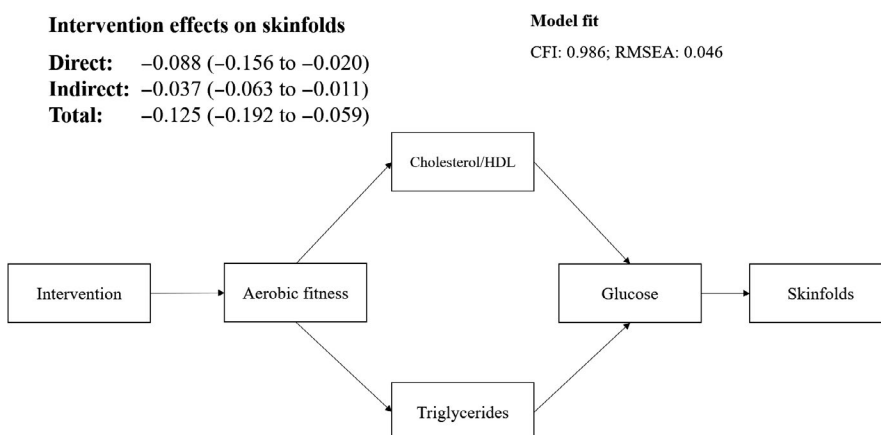 Intervention effects on skinfolds
Direct: −0.088 (−0.156 to −0.020)
Indirect: −0.037 (−0.063 to −0.011)
Total: −0.125 (−0.192 to −0.059)
Model fit
CFI: 0.986; RMSEA: 0.046
Cholesterol/HDL
Intervention
Aerobic fitness
Glucose
Skinfolds
Triglycerides